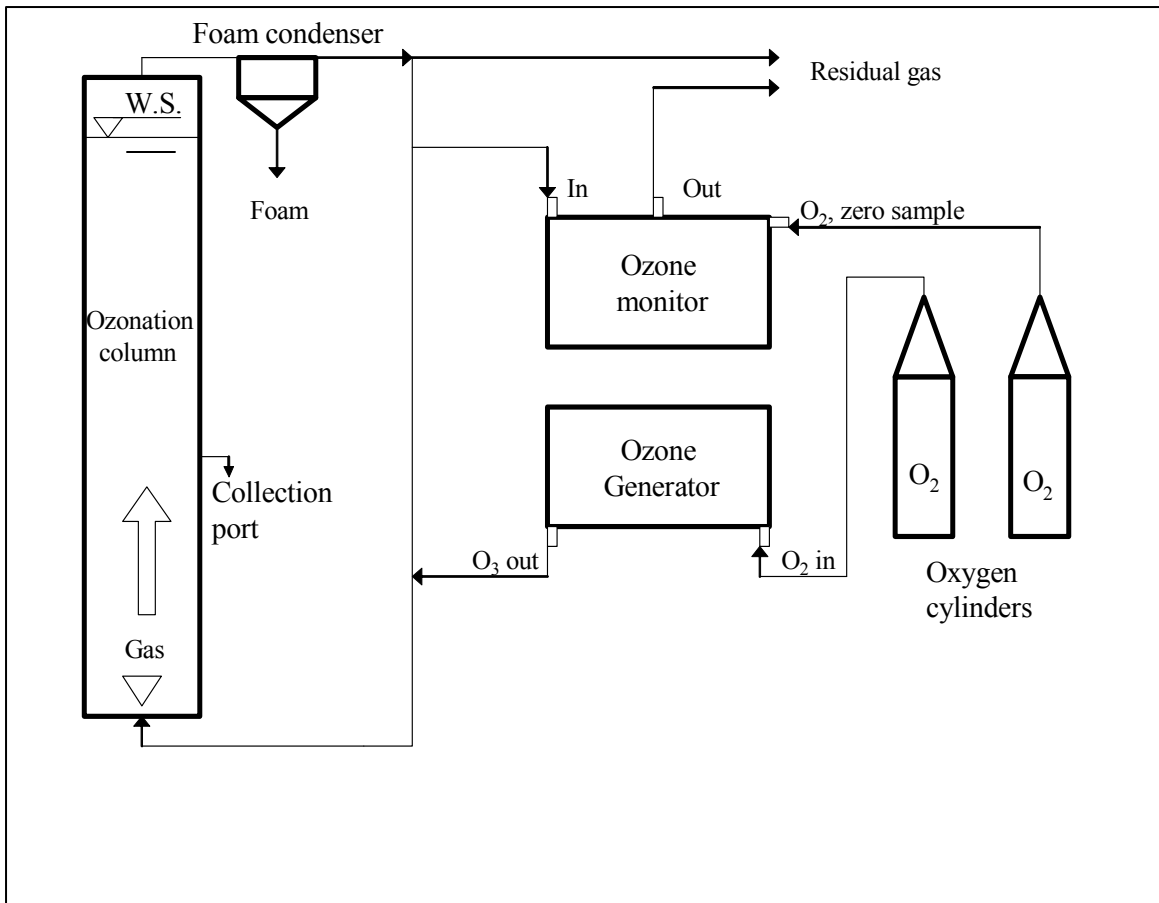 Foam condenser
Residual gas
W.S.
In
Out
Foam
O₂, zero sample
Ozone
monitor
Ozonation
column
Ozone
Generator
O₂
O₂
Collection
port
O₃ out
O₂ in
Oxygen
cylinders
Gas